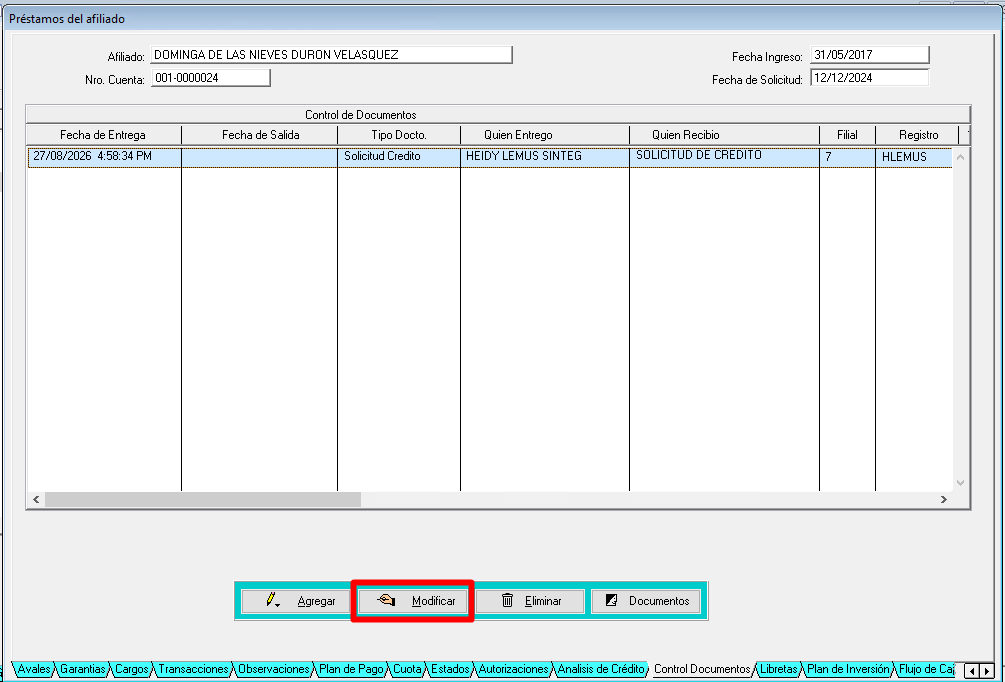 Préstamos del afiliado
Afiliado: DOMINGA DE LAS NIEVES DURON VELASQUEZ Fecha Ingreso: 31/05/2017
Nro. Cuenta: 001-0000024 Fecha de Solicitud: 12/12/2024
Control de Documentos
Fecha de Entrega Fecha de Salida Tipo Docto. Quien Entrego Quien Recibio Filial Registro
27/08/2026 4:58:34 PM Solicitud Credito HEIDY LEMUS SINTEG SOLICITUD DE CREDITO 7 HLEMUS
Agregar Modificar Eliminar Documentos
Avales Garantias Cargos Transacciones Observaciones Plan de Pago Cuota Estados Autorizaciones Analisis de Crédito Control Documentos Libretas Plan de Inversión Flujo de Caj